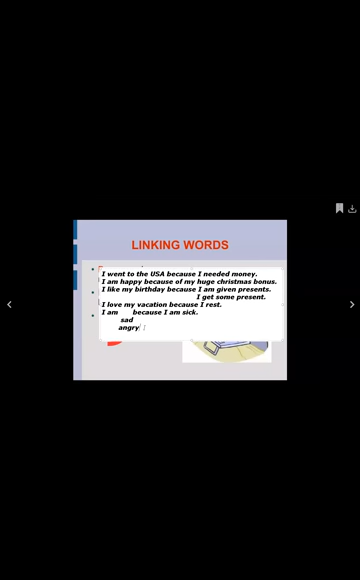 LINKING WORDS
I went to the USA because I needed money.
I am happy because of my huge christmas bonus.
I like my birthday because I am given presents.
I get some present.
I love my vacation because I rest.
I am because I am sick.
sad
angry